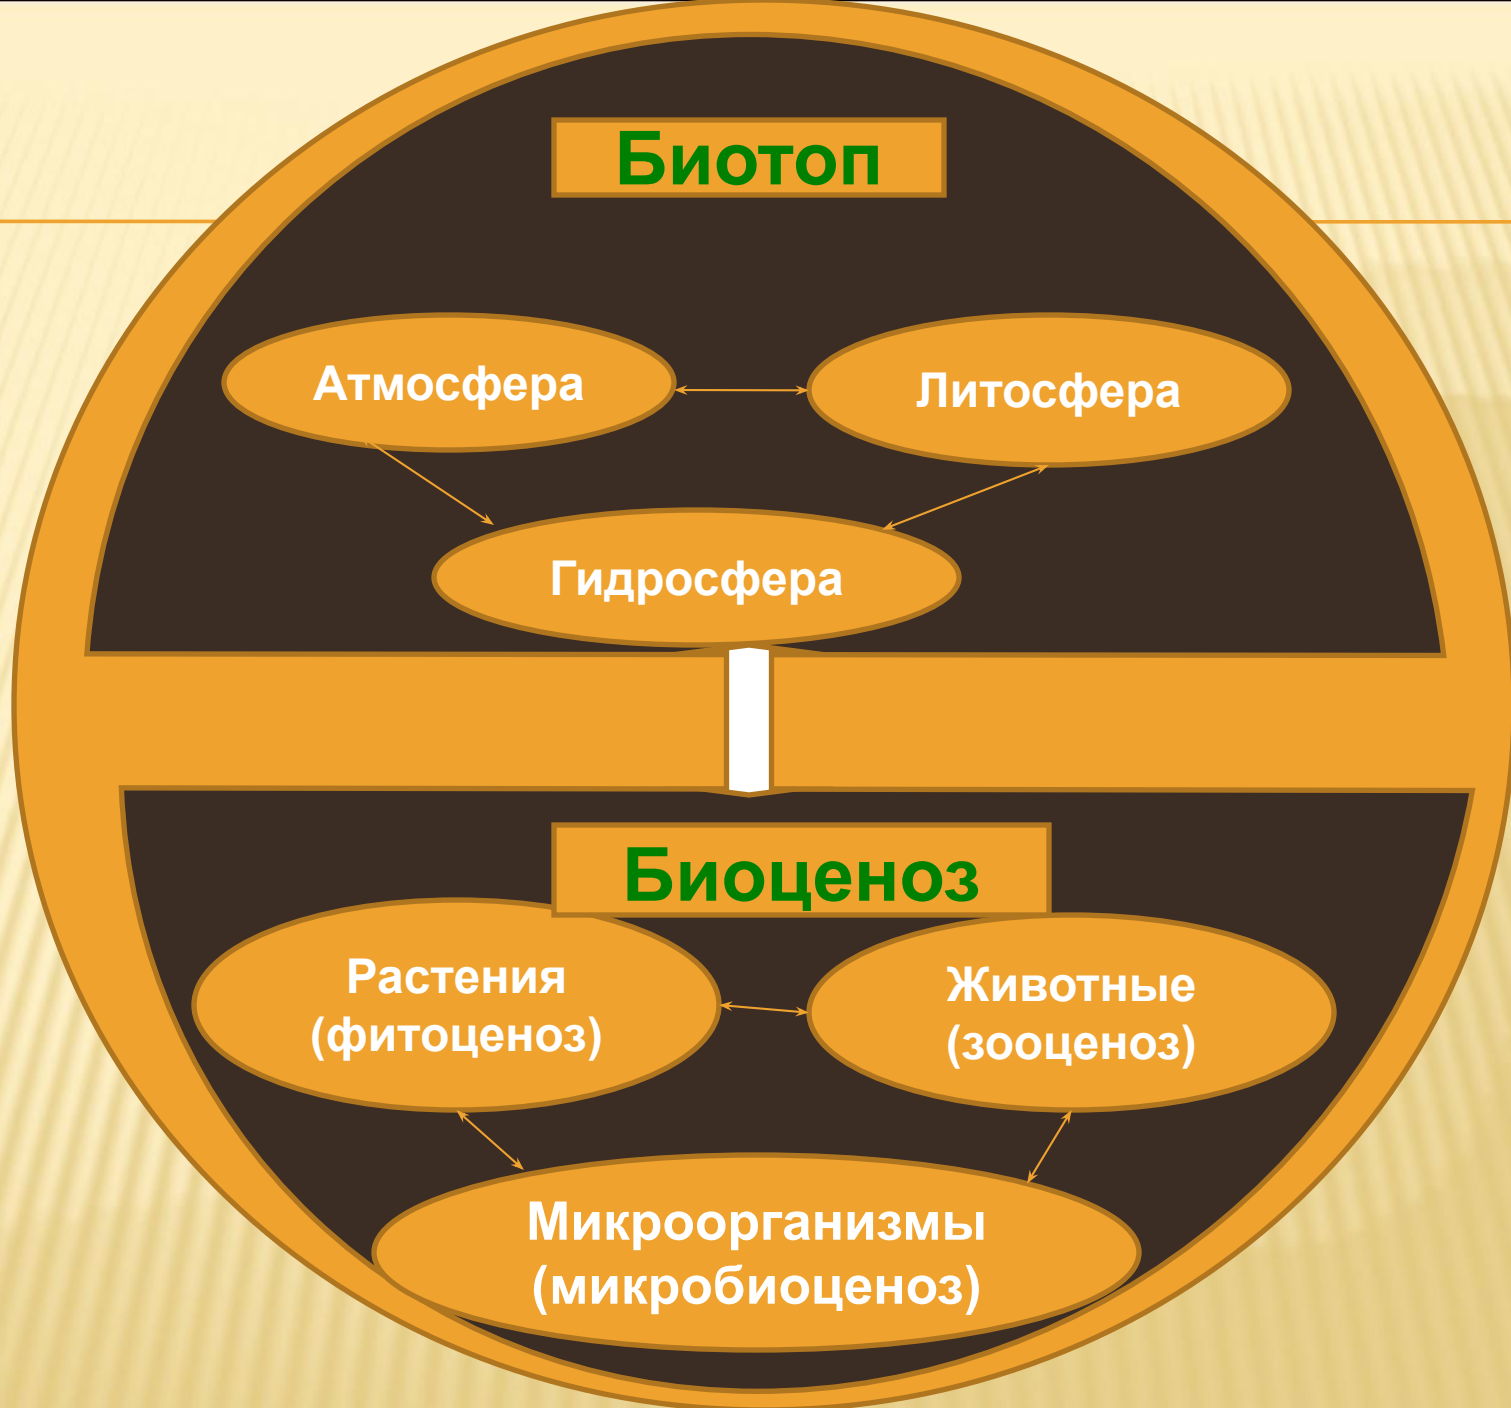 Биотоп
Атмосфера
Литосфера
Гидросфера
Биоценоз
Растения
(фитоценоз)
Животные
(зооценоз)
Микроорганизмы
(микробиоценоз)